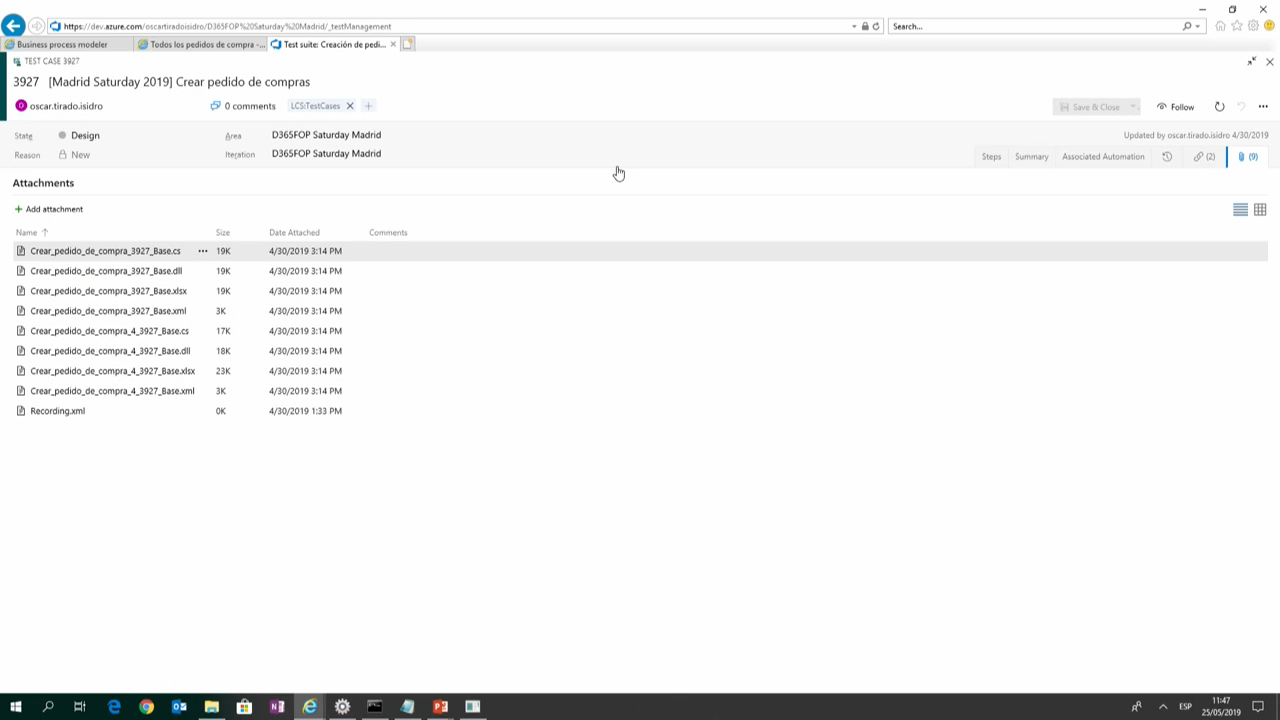 https://dev.azure.com/oscartiradoisidro/D365FOP%20Saturday%20Madrid/_testManagement
Search...
Business process modeler
Todos los pedidos de compra -...
Test suite: Creación de pedi...
TEST CASE 3927
3927 [Madrid Saturday 2019] Crear pedido de compras
oscar.tirado.isidro
0 comments
LCS:TestCases
Save & Close
Follow
State
Design
Area
D365FOP Saturday Madrid
Updated by oscar.tirado.isidro 4/30/2019
Reason
New
Iteration
D365FOP Saturday Madrid
Steps
Summary
Associated Automation
(2)
(9)
Attachments
+ Add attachment
Name Size Date Attached Comments
Crear_pedido_de_compra_3927_Base.cs ... 19K 4/30/2019 3:14 PM
Crear_pedido_de_compra_3927_Base.dll 19K 4/30/2019 3:14 PM
Crear_pedido_de_compra_3927_Base.xlsx 19K 4/30/2019 3:14 PM
Crear_pedido_de_compra_3927_Base.xml 3K 4/30/2019 3:14 PM
Crear_pedido_de_compra_4_3927_Base.cs 17K 4/30/2019 3:14 PM
Crear_pedido_de_compra_4_3927_Base.dll 18K 4/30/2019 3:14 PM
Crear_pedido_de_compra_4_3927_Base.xlsx 23K 4/30/2019 3:14 PM
Crear_pedido_de_compra_4_3927_Base.xml 3K 4/30/2019 3:14 PM
Recording.xml 0K 4/30/2019 1:33 PM
ESP
11:47
25/05/2019